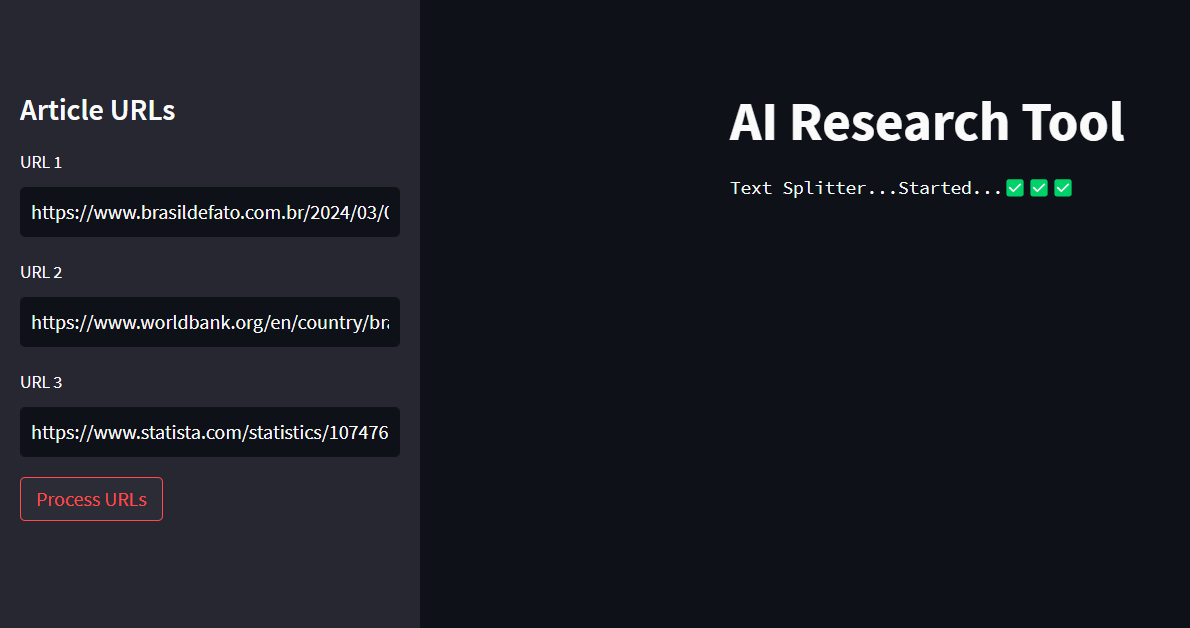 Article URLs
URL 1
https://www.brasildefato.com.br/2024/03/0
URL 2
https://www.worldbank.org/en/country/bra
URL 3
https://www.statista.com/statistics/107476
Process URLs
AI Research Tool
Text Splitter...Started...✅✅✅